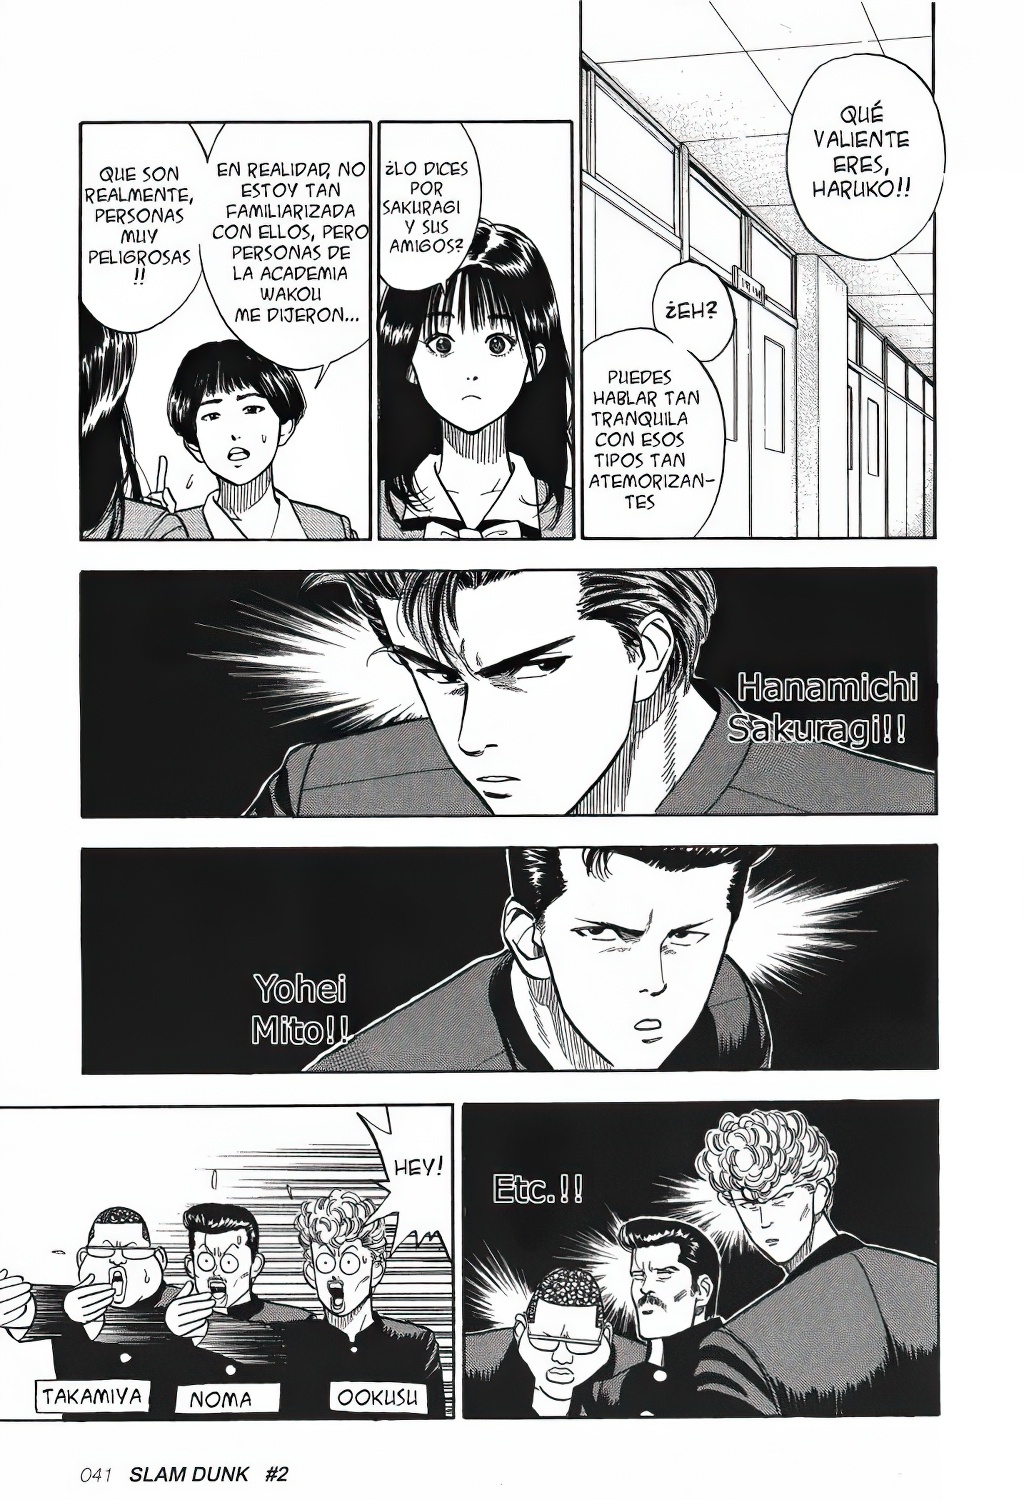 QUÉ
VALIENTE
ERES,
HARUKO!!
¿EH?
PUEDES
HABLAR TAN
TRANQUILA
CON ESOS
TIPOS TAN
ATEMORIZAN-
TES
¿LO DICES
POR
SAKURAGI
Y SUS
AMIGOS?
EN REALIDAD, NO
ESTOY TAN
FAMILIARIZADA
CON ELLOS, PERO
PERSONAS DE
LA ACADEMIA
WAKOU
ME DIJERON...
QUE SON
REALMENTE,
PERSONAS
MUY
PELIGROSAS
!!
Hanamichi
Sakuragi!!
Yohei
Mito!!
Etc.!!
HEY!
TAKAMIYA
NOMA
OOKUSU
041 SLAM DUNK #2